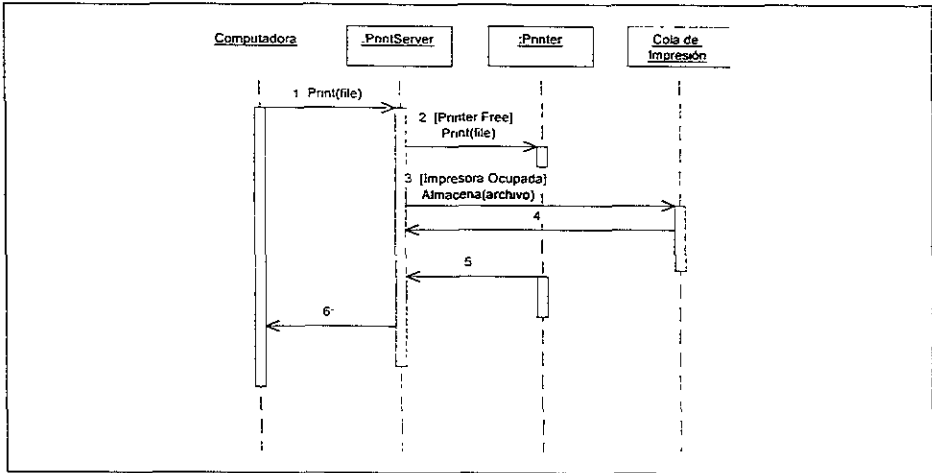 Computadora
:PrintServer
:Printer
Cola de
Impresión
1 Print(file)
2 [Printer Free]
Print(file)
3 [Impresora Ocupada]
Almacena(archivo)
4
5
6